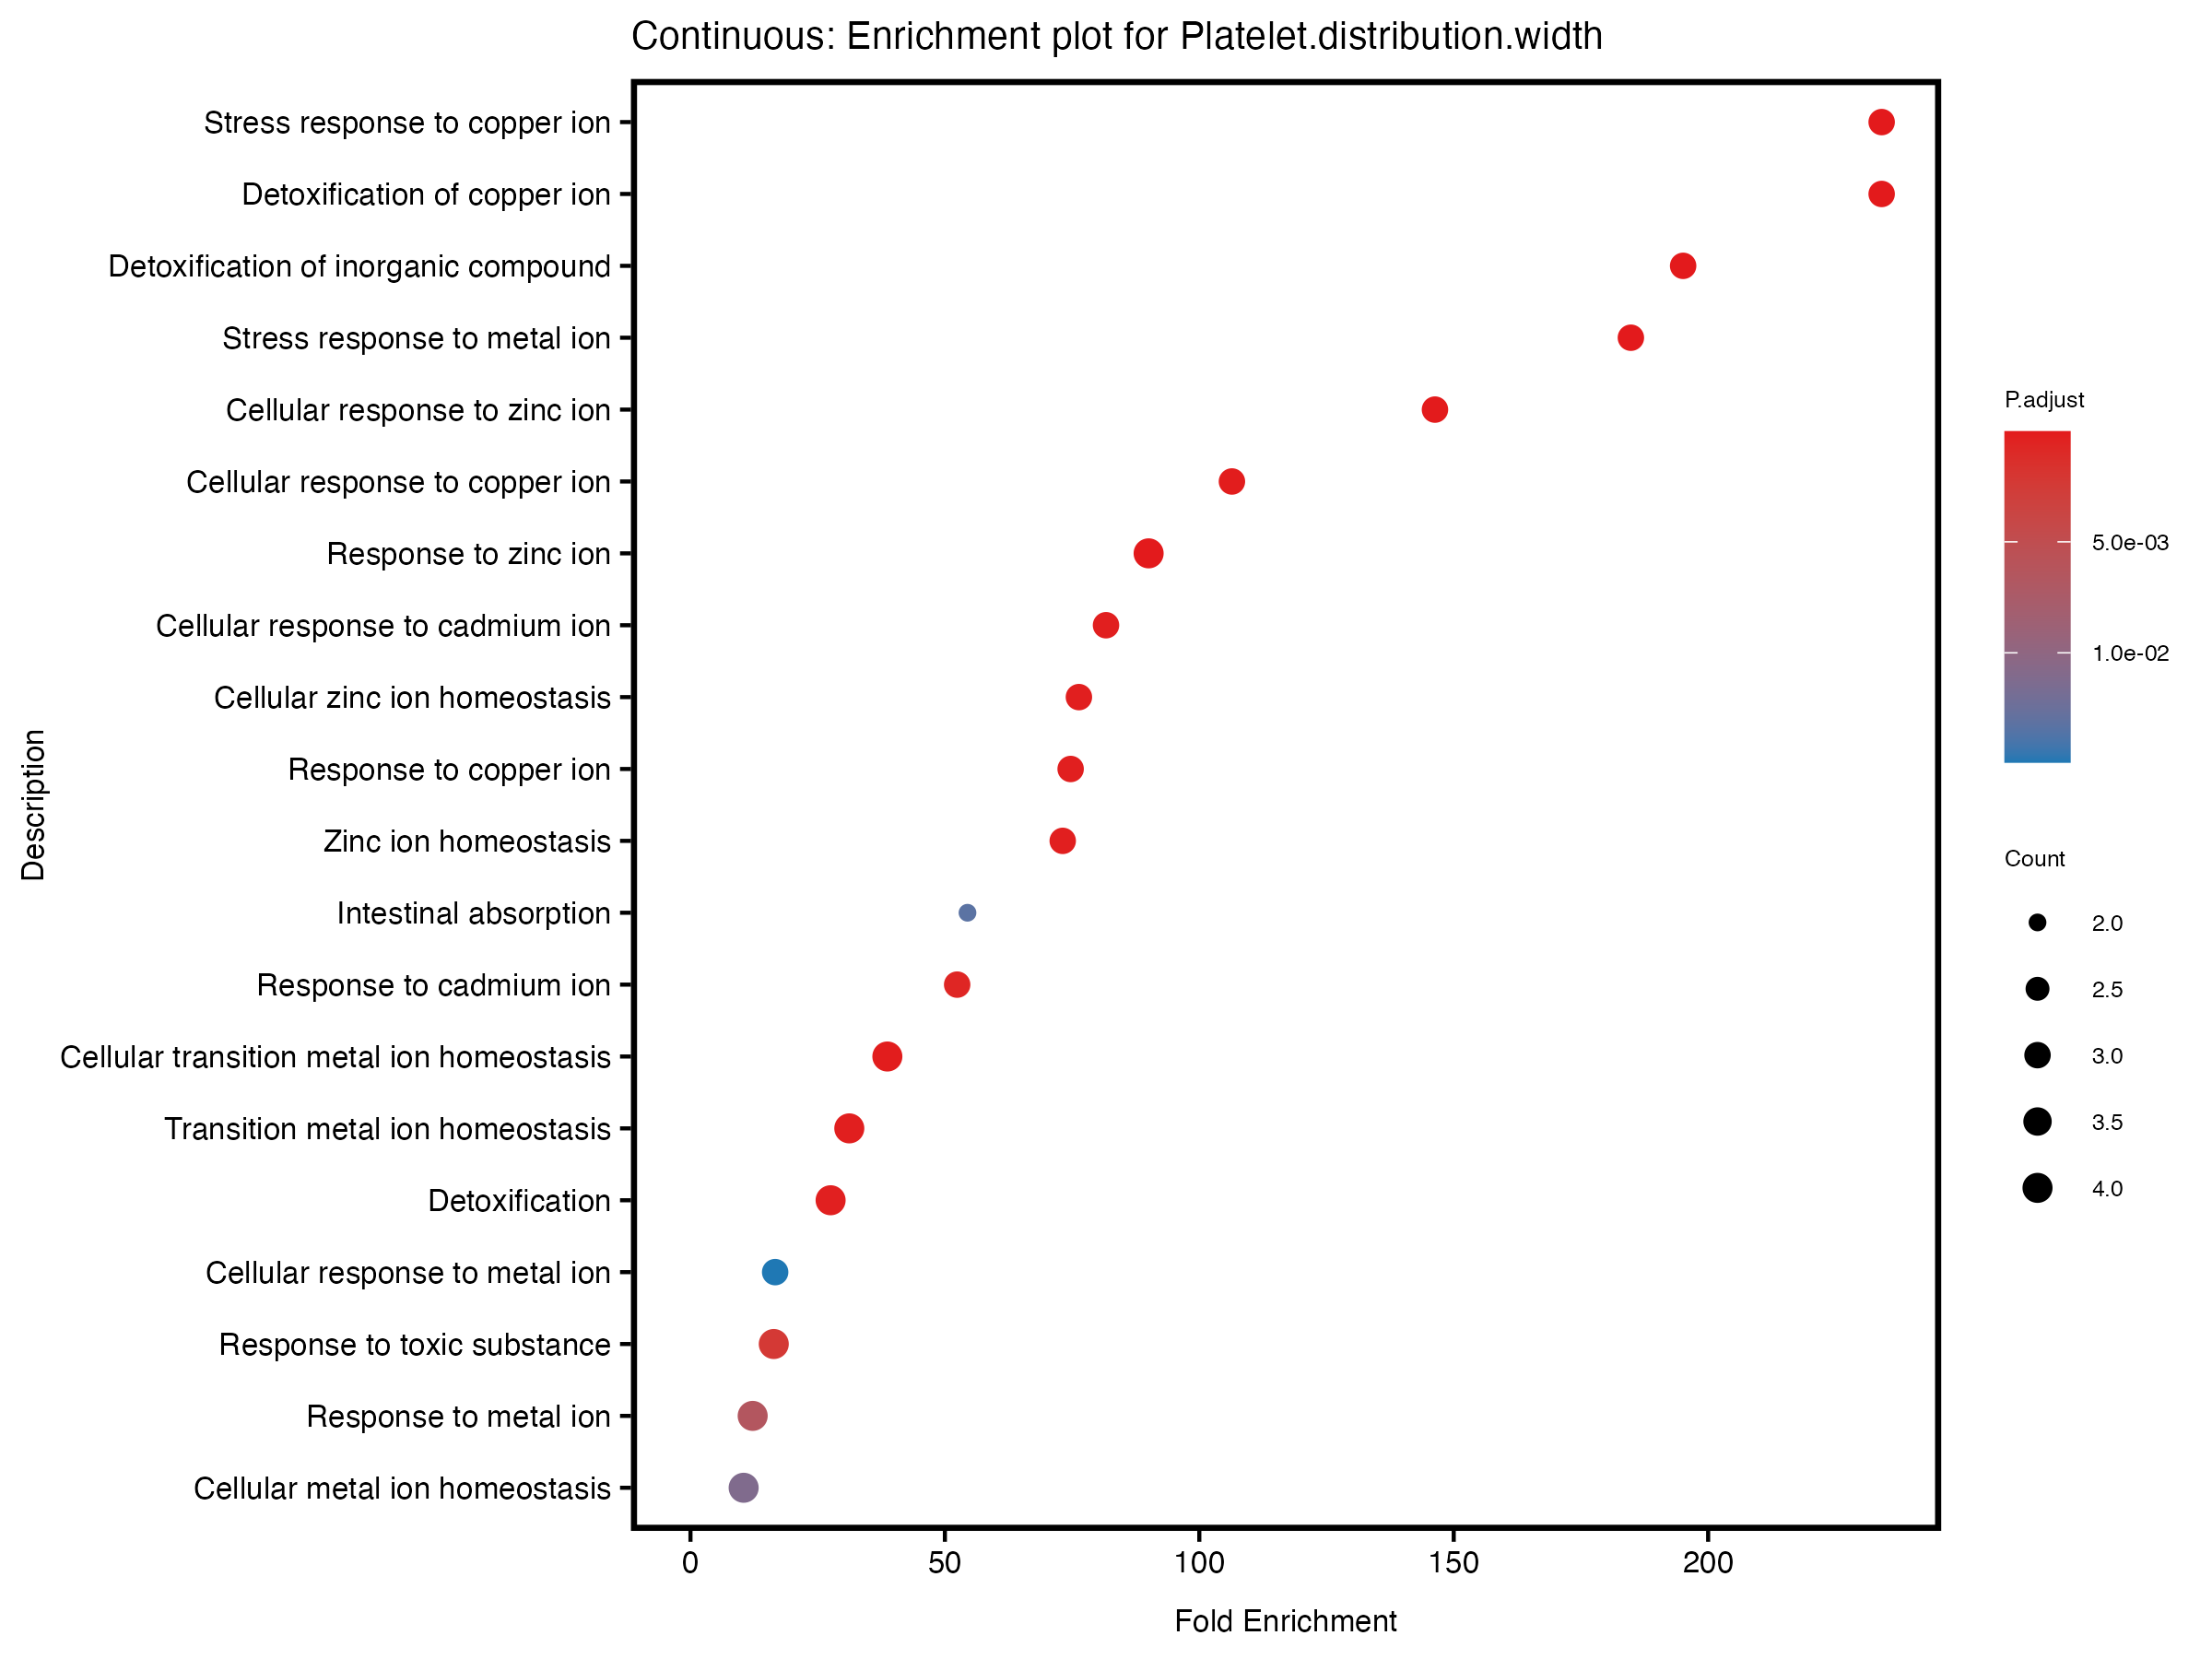 Continuous: Enrichment plot for Platelet.distribution.width
Description
Stress response to copper ion
Detoxification of copper ion
Detoxification of inorganic compound
Stress response to metal ion
Cellular response to zinc ion
Cellular response to copper ion
Response to zinc ion
Cellular response to cadmium ion
Cellular zinc ion homeostasis
Response to copper ion
Zinc ion homeostasis
Intestinal absorption
Response to cadmium ion
Cellular transition metal ion homeostasis
Transition metal ion homeostasis
Detoxification
Cellular response to metal ion
Response to toxic substance
Response to metal ion
Cellular metal ion homeostasis
0 50 100 150 200
Fold Enrichment
P.adjust
5.0e-03
1.0e-02
Count
2.0
2.5
3.0
3.5
4.0